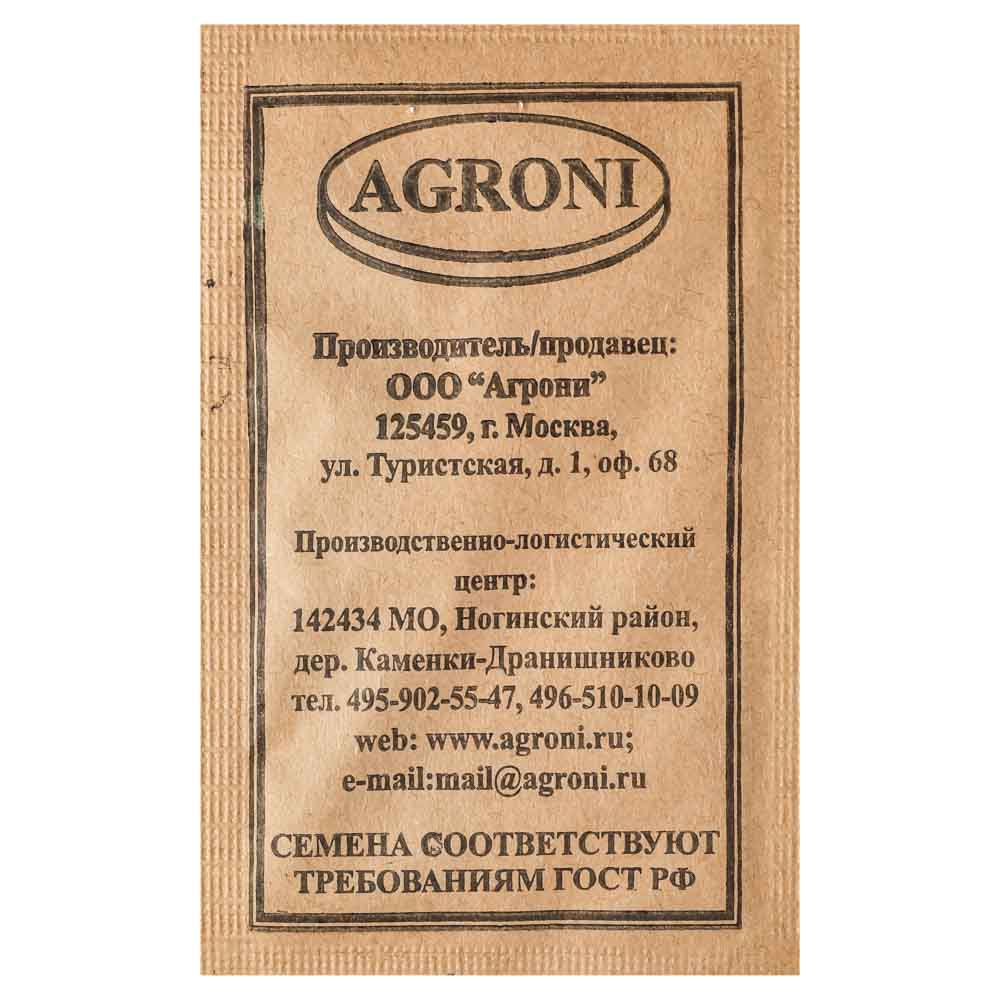 AGRONI
Производитель/продавец:
ООО “Агрони”
125459, г. Москва,
ул. Туристская, д. 1, оф. 68
Производственно-логистический
центр:
142434 МО, Ногинский район,
дер. Каменки-Дранишниково
тел. 495-902-55-47, 496-510-10-09
web: www.agroni.ru;
e-mail:mail@agroni.ru
СЕМЕНА СООТВЕТСТВУЮТ
ТРЕБОВАНИЯМ ГОСТ РФ